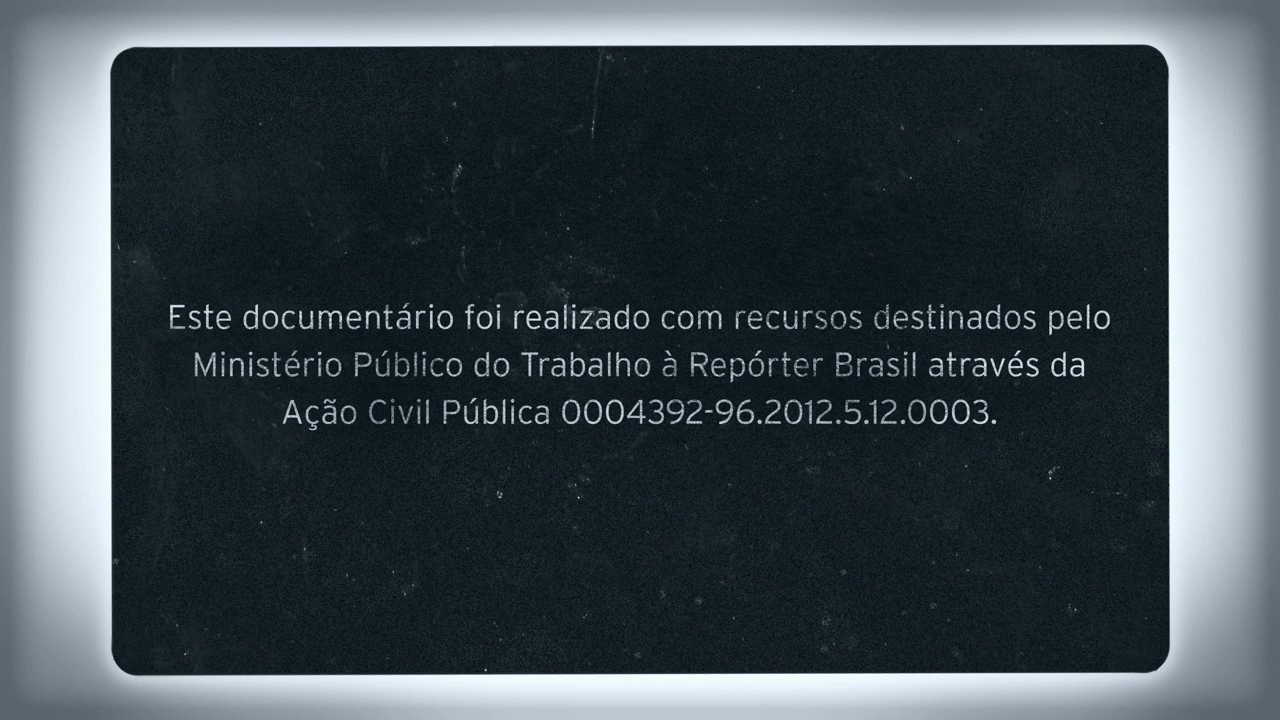 Este documentário foi realizado com recursos destinados pelo
Ministério Público do Trabalho à Repórter Brasil através da
Ação Civil Pública 0004392-96.2012.5.12.0003.